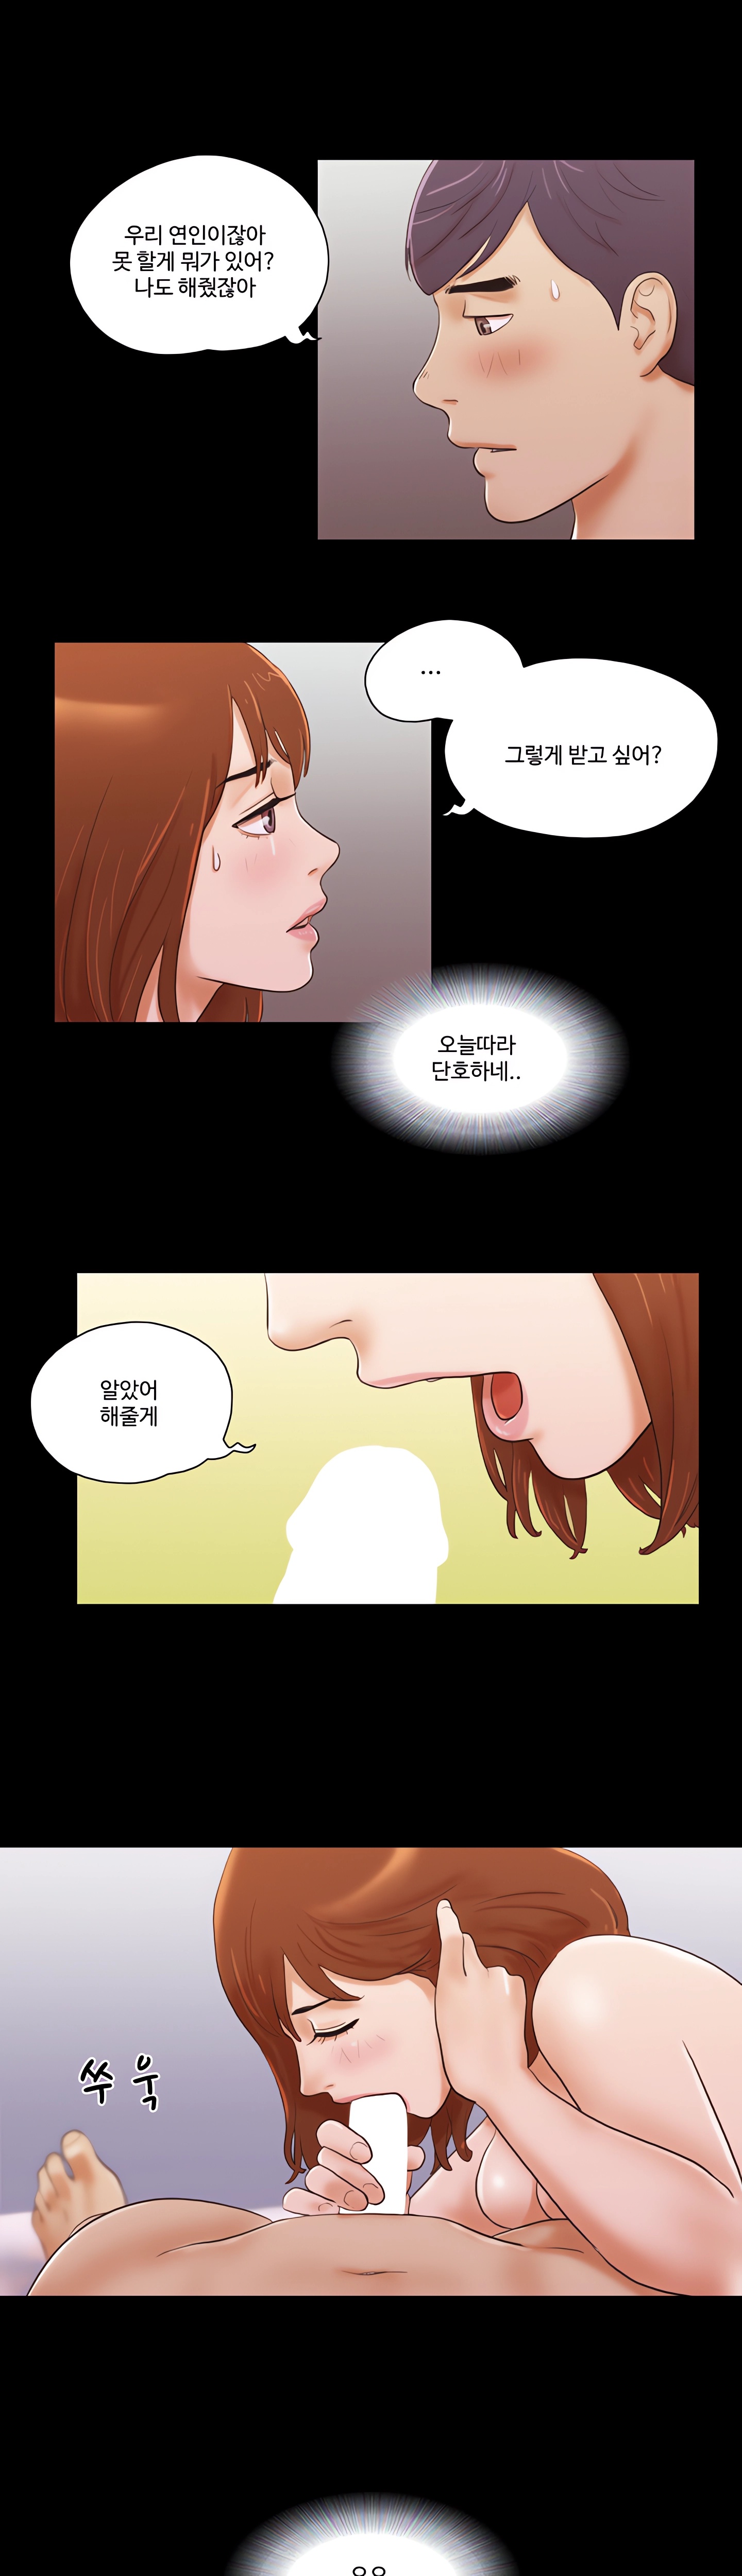 우리 연인이잖아
못 할게 뭐가 있어?
나도 해줬잖아
...
그렇게 받고 싶어?
오늘따라
단호하네..
알았어
해줄게
쑤욱